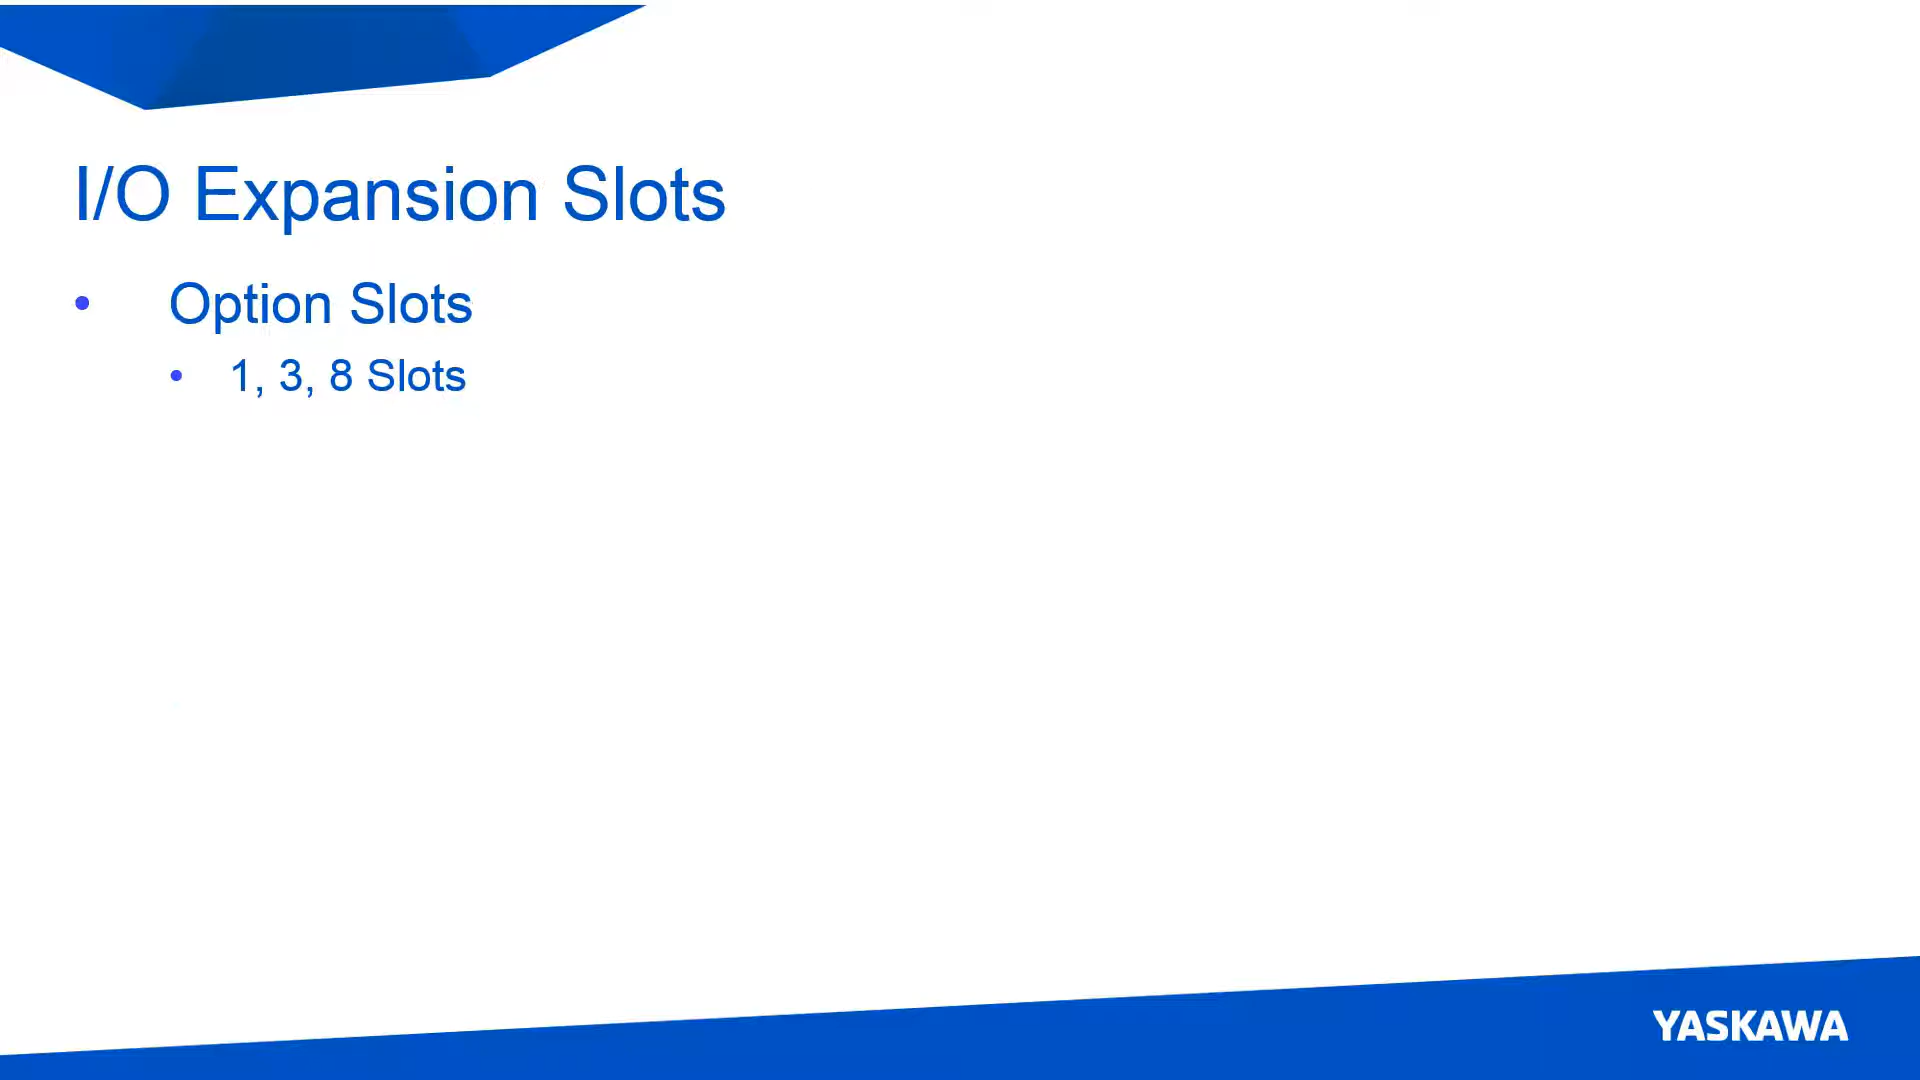 I/O Expansion Slots
• Option Slots
• 1, 3, 8 Slots
YASKAWA